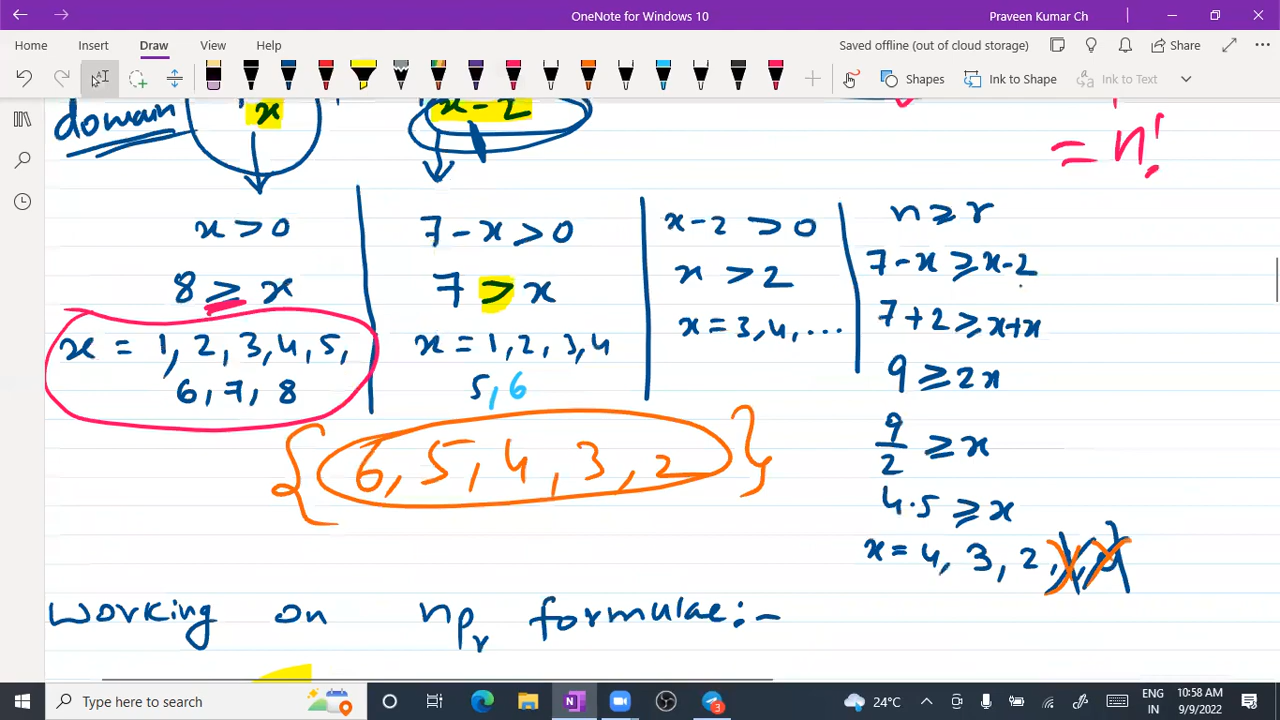 OneNote for Windows 10
Praveen Kumar Ch
Home Insert Draw View Help
Saved offline (out of cloud storage)
Share
Shapes
Ink to Shape
Ink to Text
domain
x
x-2
= n!
x > 0
8 ≥ x
x = 1, 2, 3, 4, 5,
6, 7, 8
7-x > 0
7 > x
x = 1, 2, 3, 4
5, 6
x-2 > 0
x > 2
x = 3, 4, ...
n ≥ r
7-x ≥ x-2
7+2 ≥ x+x
9 ≥ 2x
9/2 ≥ x
4.5 ≥ x
x = 4, 3, 2,
{6, 5, 4, 3, 2}
Working on nPr formulae:-
Type here to search
3
24°C
ENG
IN
10:58 AM
9/9/2022